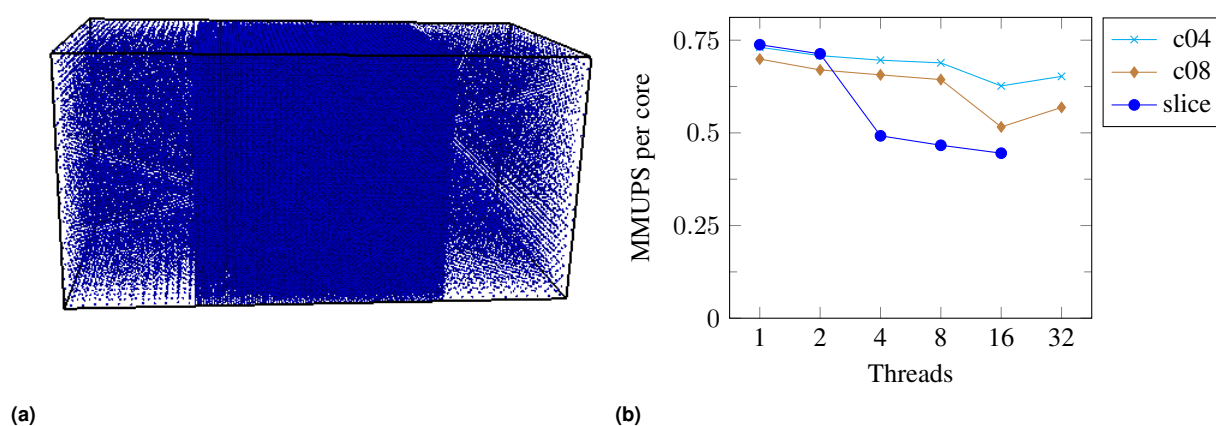 0.75
0.5
0.25
0
MMUPS per core
1 2 4 8 16 32
Threads
c04
c08
slice
(a)
(b)